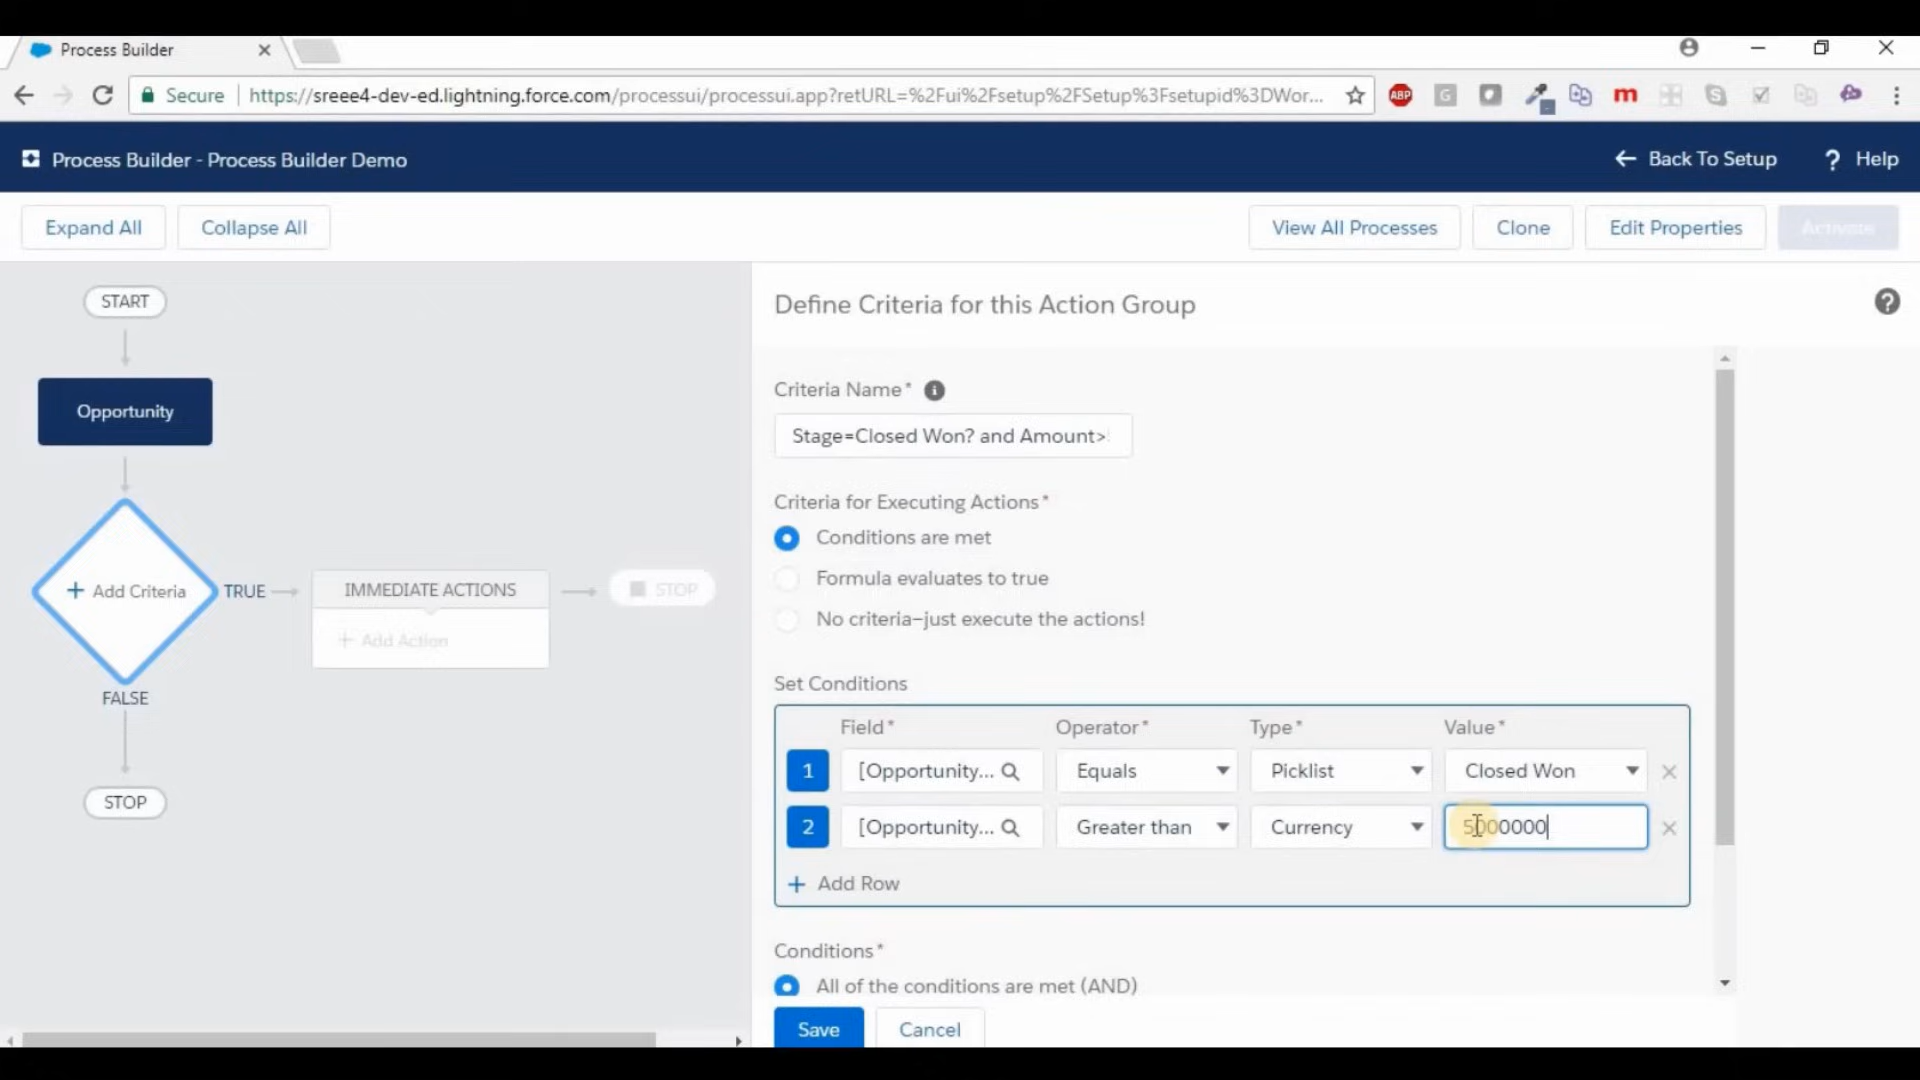 Process Builder
Secure https://sreee4-dev-ed.lightning.force.com/processui/processui.app?retURL=%2Fui%2Fsetup%2FSetup%3Fsetupid%3DWor...
ABP
G
m
Process Builder - Process Builder Demo
Back To Setup
? Help
Expand All
Collapse All
View All Processes
Clone
Edit Properties
Activate
START
Opportunity
+ Add Criteria
TRUE
IMMEDIATE ACTIONS
+ Add Action
STOP
FALSE
STOP
Define Criteria for this Action Group
Criteria Name*
Stage=Closed Won? and Amount>
Criteria for Executing Actions*
Conditions are met
Formula evaluates to true
No criteria—just execute the actions!
Set Conditions
Field* Operator* Type* Value*
1 [Opportunity... Equals Picklist Closed Won
2 [Opportunity... Greater than Currency 5000000
+ Add Row
Conditions*
All of the conditions are met (AND)
Save
Cancel